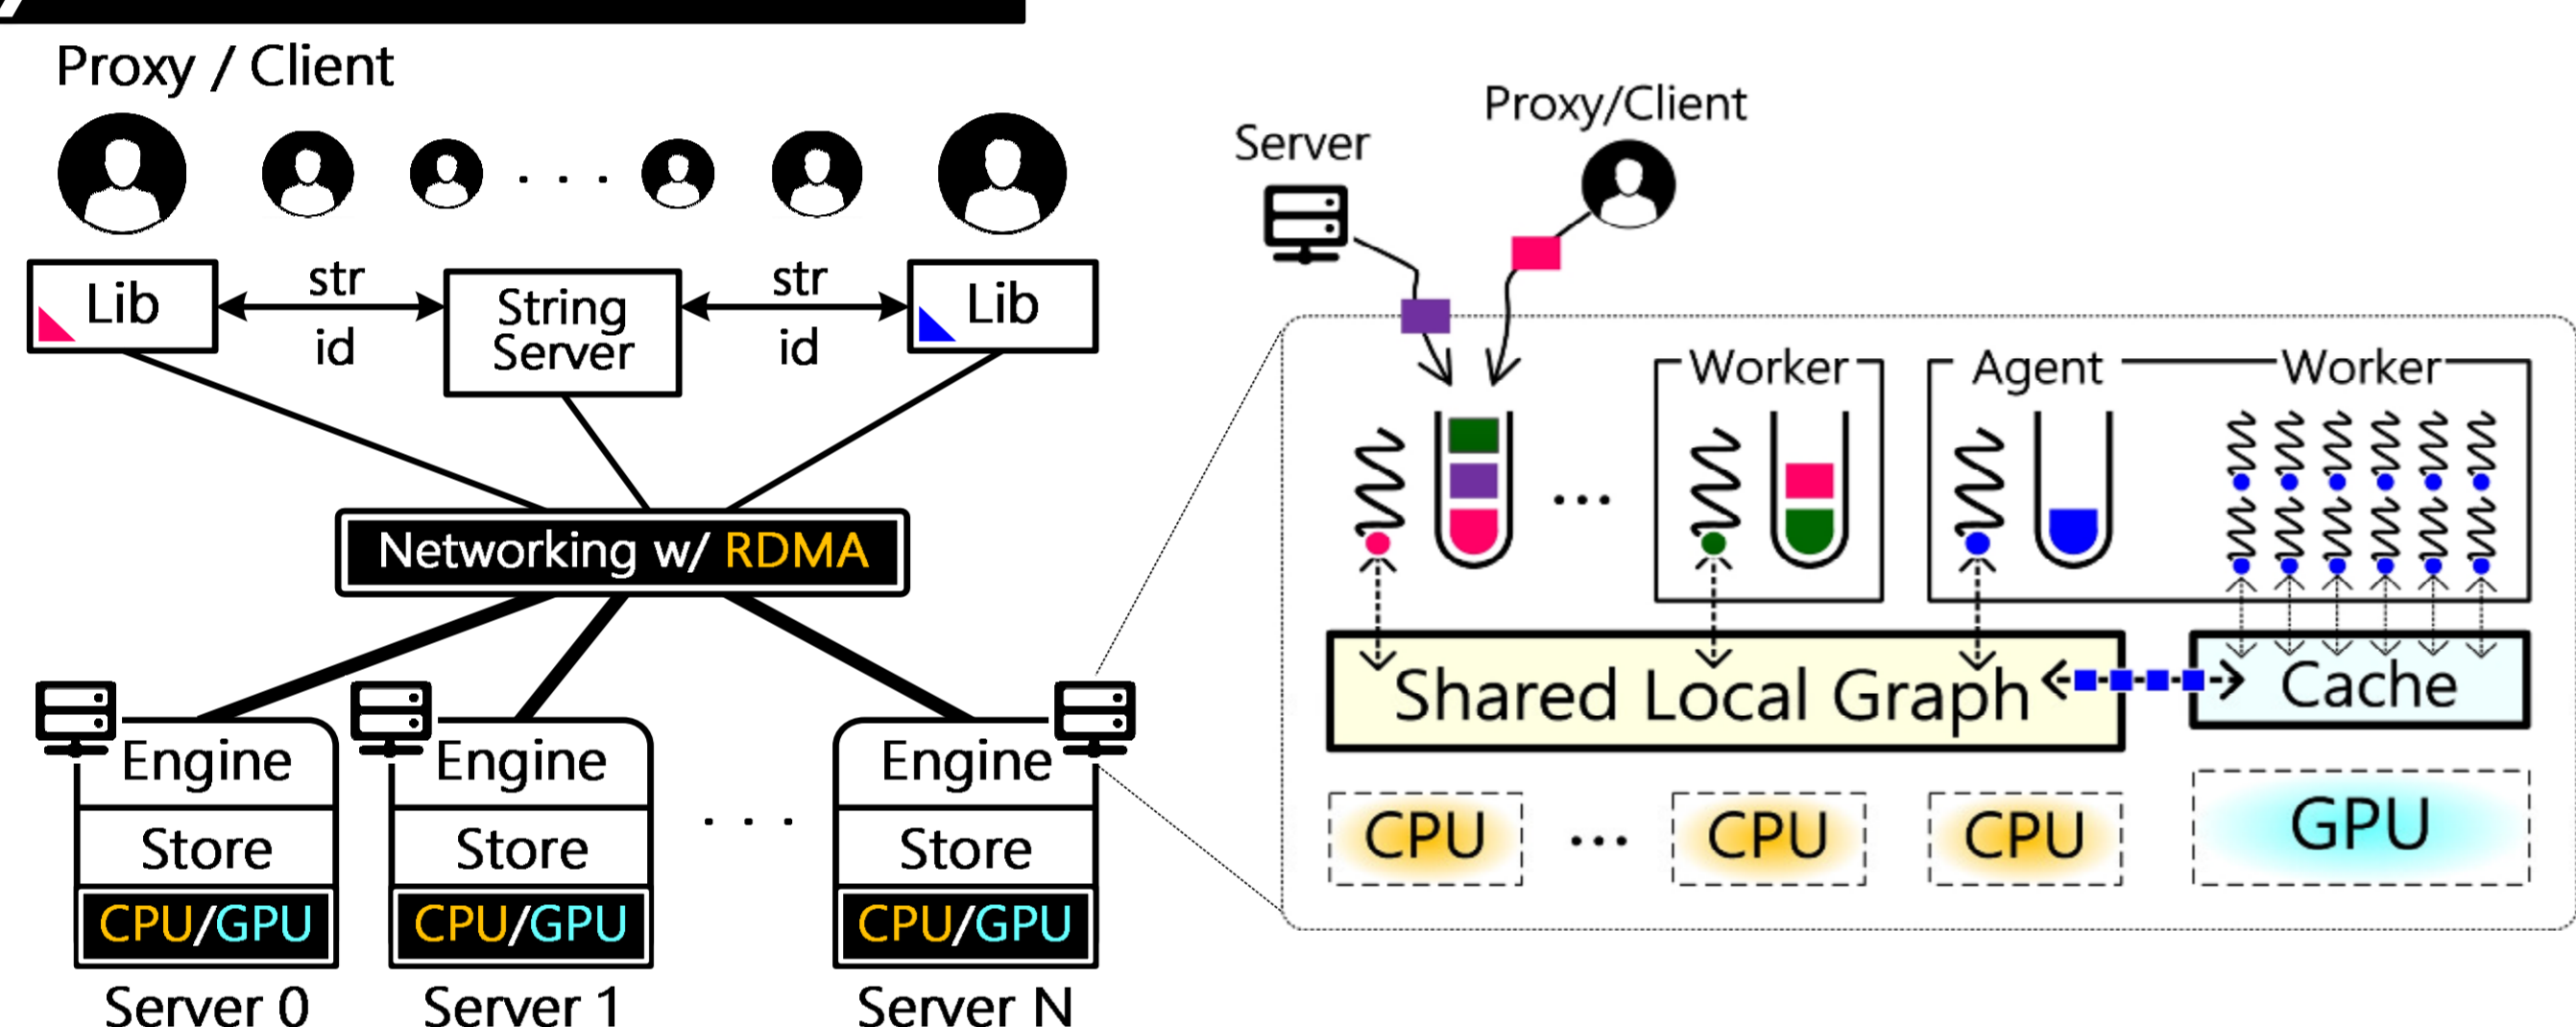 Proxy / Client
Lib
str
id
String
Server
str
id
Lib
Networking w/ RDMA
Engine
Store
CPU/GPU
Server 0
Engine
Store
CPU/GPU
Server 1
. . .
Engine
Store
CPU/GPU
Server N
Server
Proxy/Client
Worker
Agent
Worker
...
Shared Local Graph
Cache
CPU
...
CPU
CPU
GPU